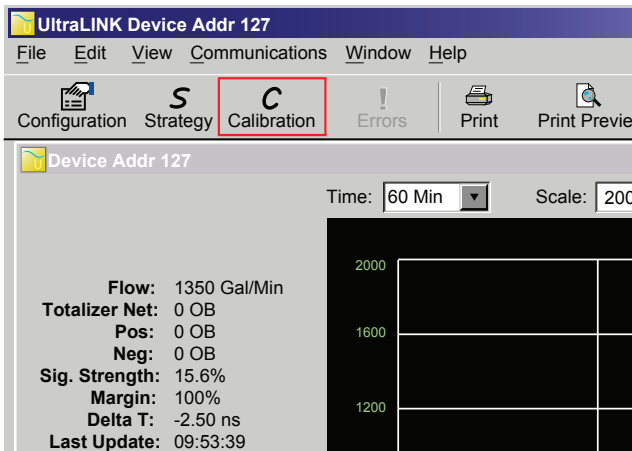 UltraLINK Device Addr 127
File Edit View Communications Window Help
S C !
Configuration Strategy Calibration Errors Print Print Previe
Device Addr 127
Time: 60 Min Scale: 200
2000
Flow: 1350 Gal/Min
Totalizer Net: 0 OB
Pos: 0 OB
1600
Neg: 0 OB
Sig. Strength: 15.6%
Margin: 100%
1200
Delta T: -2.50 ns
Last Update: 09:53:39